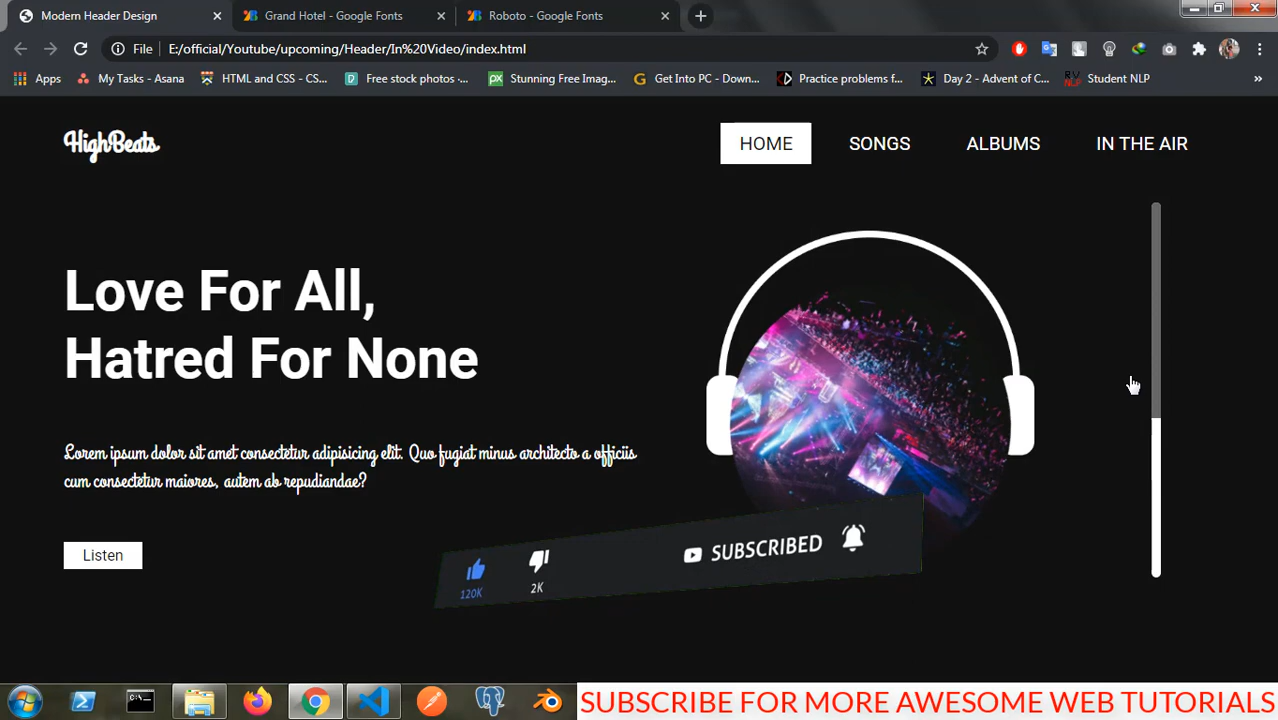 Modern Header Design
Grand Hotel - Google Fonts
Roboto - Google Fonts
File
E:/official/Youtube/upcoming/Header/In%20Video/index.html
Apps
My Tasks - Asana
HTML and CSS - CS...
Free stock photos -...
Stunning Free Imag...
Get Into PC - Down...
Practice problems f...
Day 2 - Advent of C...
Student NLP
HighBeats
HOME
SONGS
ALBUMS
IN THE AIR
Love For All,
Hatred For None
Lorem ipsum dolor sit amet consectetur adipisicing elit. Quo fugiat minus architecto a officiis
cum consectetur maiores, autem ab repudiandae?
Listen
120K
2K
SUBSCRIBED
SUBSCRIBE FOR MORE AWESOME WEB TUTORIALS